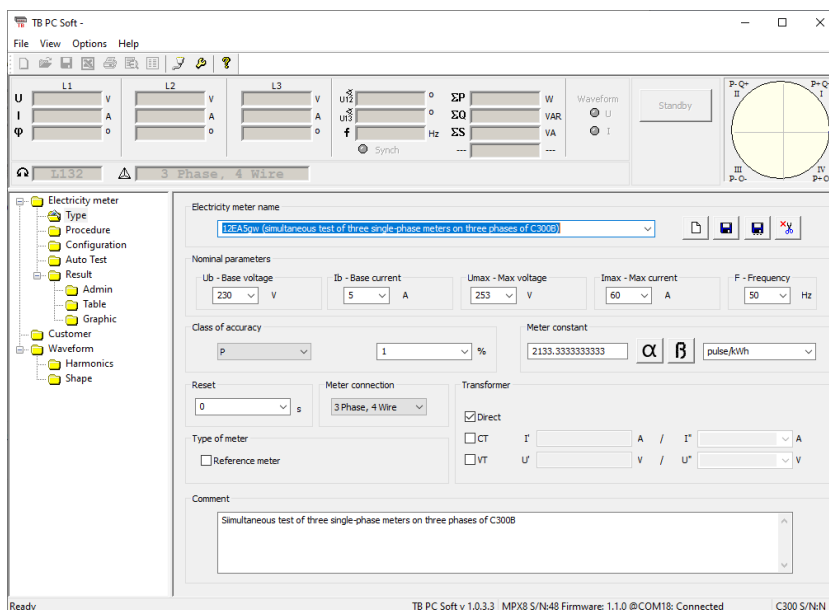 TB PC Soft -
File View Options Help
L1 L2 L3
U V V V U12 ° ΣP W Waveform Standby P- Q+ P+ Q+
II I
I A A A U13 ° ΣQ VAR U
φ ° ° ° f Hz ΣS VA I
Synch --- ---
III IV
P- Q- P+ Q-
L132 3 Phase, 4 Wire
Electricity meter
Type
Procedure
Configuration
Auto Test
Result
Admin
Table
Graphic
Customer
Waveform
Harmonics
Shape
Electricity meter name
12EA5gw (simultaneous test of three single-phase meters on three phases of C300B)
Nominal parameters
Ub - Base voltage Ib - Base current Umax - Max voltage Imax - Max current F - Frequency
230 V 5 A 253 V 60 A 50 Hz
Class of accuracy Meter constant
P 1 % 2133.3333333333 α β pulse/kWh
Reset Meter connection Transformer
0 s 3 Phase, 4 Wire
Direct
CT I' A / I" A
VT U' V / U" V
Type of meter
Reference meter
Comment
Simultaneous test of three single-phase meters on three phases of C300B
Ready TB PC Soft v 1.0.3.3 MPX8 S/N:48 Firmware: 1.1.0 @COM18: Connected C300 S/N:N